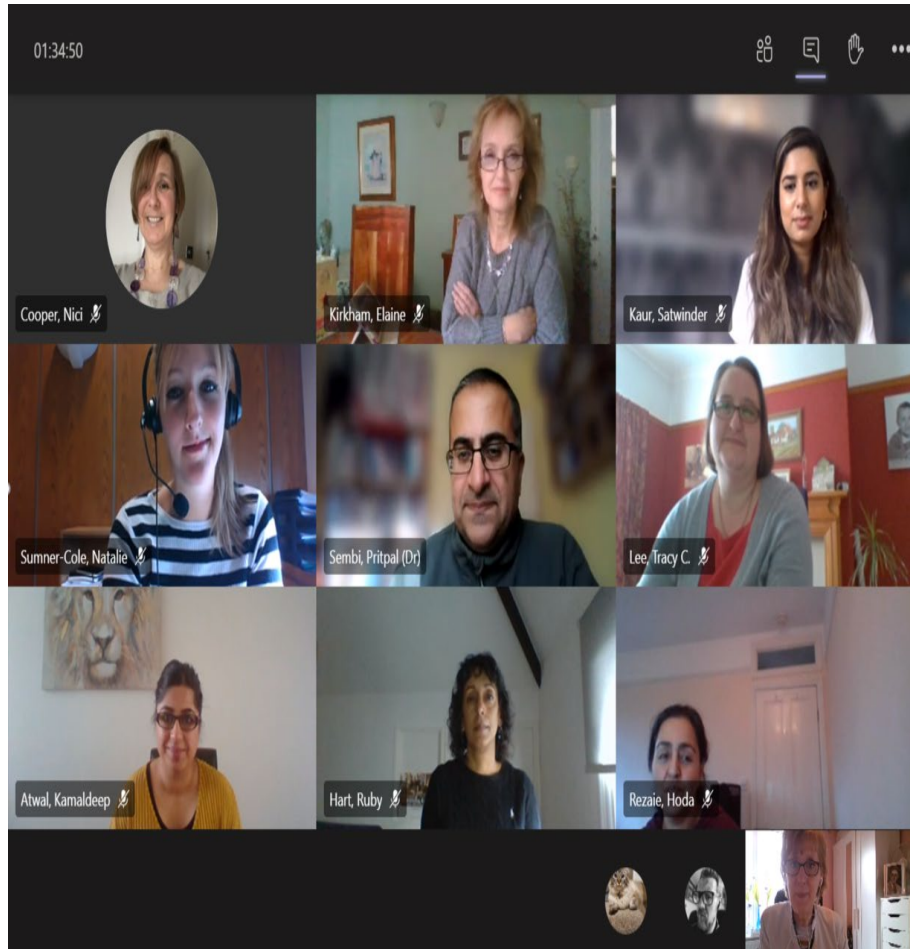 01:34:50
Cooper, Nici
Kirkham, Elaine
Kaur, Satwinder
Sumner-Cole, Natalie
Sembi, Pritpal (Dr)
Lee, Tracy C.
Atwal, Kamaldeep
Hart, Ruby
Rezaie, Hoda